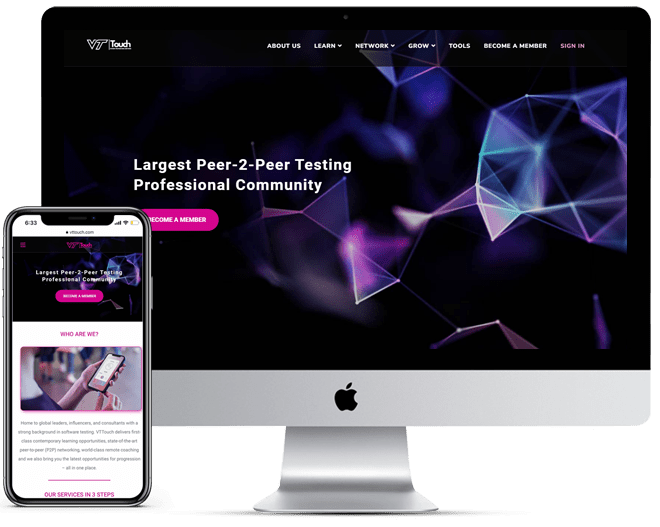 VT Touch
ABOUT US LEARN NETWORK GROW TOOLS BECOME A MEMBER SIGN IN
Largest Peer-2-Peer Testing
Professional Community
BECOME A MEMBER
6:33
vttouch.com
VT Touch
Largest Peer-2-Peer Testing
Professional Community
BECOME A MEMBER
WHO ARE WE?
Home to global leaders, influencers, and consultants with a
strong background in software testing. VTTouch delivers first-
class contemporary learning opportunities, state-of-the-art
peer-to-peer (P2P) networking, world-class remote coaching
and we also bring you the latest opportunities for progression
– all in one place.
OUR SERVICES IN 3 STEPS